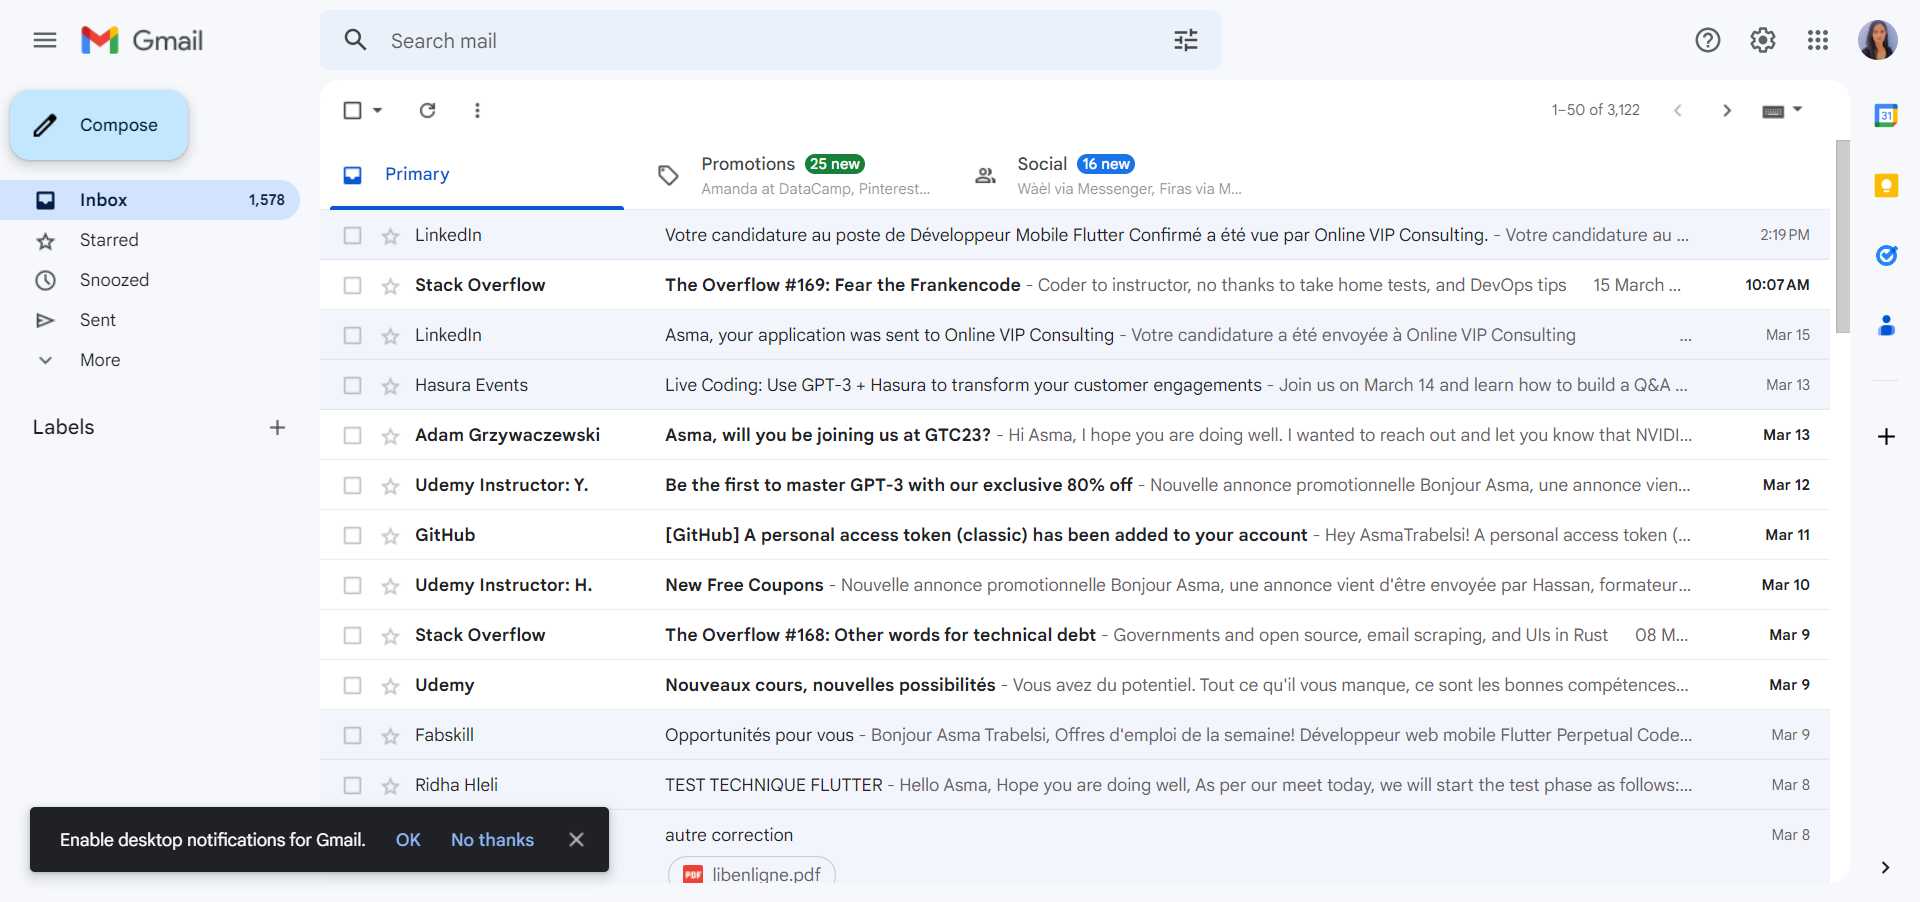 Gmail
Search mail
Compose
1–50 of 3,122
31
Inbox 1,578
Starred
Snoozed
Sent
More
Labels
Primary
Promotions 25 new
Amanda at DataCamp, Pinterest...
Social 16 new
Wàèl via Messenger, Firas via M...
LinkedIn Votre candidature au poste de Développeur Mobile Flutter Confirmé a été vue par Online VIP Consulting. - Votre candidature au ... 2:19 PM
Stack Overflow The Overflow #169: Fear the Frankencode - Coder to instructor, no thanks to take home tests, and DevOps tips 15 March ... 10:07 AM
LinkedIn Asma, your application was sent to Online VIP Consulting - Votre candidature a été envoyée à Online VIP Consulting ... Mar 15
Hasura Events Live Coding: Use GPT-3 + Hasura to transform your customer engagements - Join us on March 14 and learn how to build a Q&A ... Mar 13
Adam Grzywaczewski Asma, will you be joining us at GTC23? - Hi Asma, I hope you are doing well. I wanted to reach out and let you know that NVIDI... Mar 13
Udemy Instructor: Y. Be the first to master GPT-3 with our exclusive 80% off - Nouvelle annonce promotionnelle Bonjour Asma, une annonce vien... Mar 12
GitHub [GitHub] A personal access token (classic) has been added to your account - Hey AsmaTrabelsi! A personal access token (... Mar 11
Udemy Instructor: H. New Free Coupons - Nouvelle annonce promotionnelle Bonjour Asma, une annonce vient d'être envoyée par Hassan, formateur... Mar 10
Stack Overflow The Overflow #168: Other words for technical debt - Governments and open source, email scraping, and UIs in Rust 08 M... Mar 9
Udemy Nouveaux cours, nouvelles possibilités - Vous avez du potentiel. Tout ce qu'il vous manque, ce sont les bonnes compétences... Mar 9
Fabskill Opportunités pour vous - Bonjour Asma Trabelsi, Offres d'emploi de la semaine! Développeur web mobile Flutter Perpetual Code... Mar 9
Ridha Hleli TEST TECHNIQUE FLUTTER - Hello Asma, Hope you are doing well, As per our meet today, we will start the test phase as follows:... Mar 8
autre correction Mar 8
PDF libenligne.pdf
Enable desktop notifications for Gmail. OK No thanks